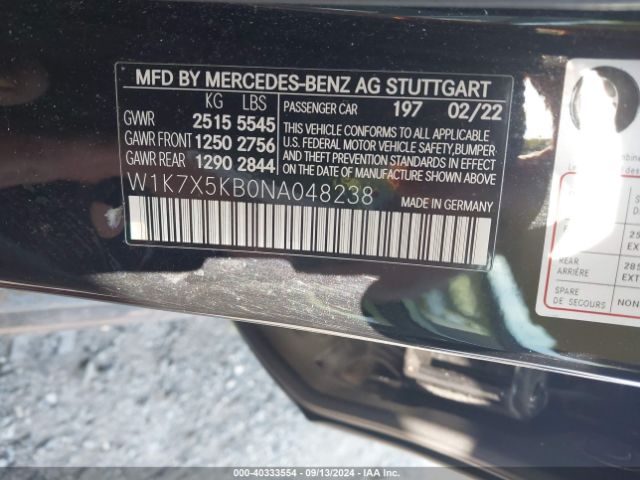 MFD BY MERCEDES-BENZ AG STUTTGART
KG LBS
GVWR 2515 5545
GAWR FRONT 1250 2756
GAWR REAR 1290 2844
PASSENGER CAR 197 02/22
THIS VEHICLE CONFORMS TO ALL APPLICABLE
U.S. FEDERAL MOTOR VEHICLE SAFETY,BUMPER,
AND THEFT PREVENTION STANDARDS IN EFFECT
ON THE DATE OF MANUFACTURE SHOWN ABOVE
W1K7X5KB0NA048238
MADE IN GERMANY
REAR
ARRIÈRE
SPARE
DE SECOURS
NON
000-40333554 - 09/13/2024 - IAA Inc.